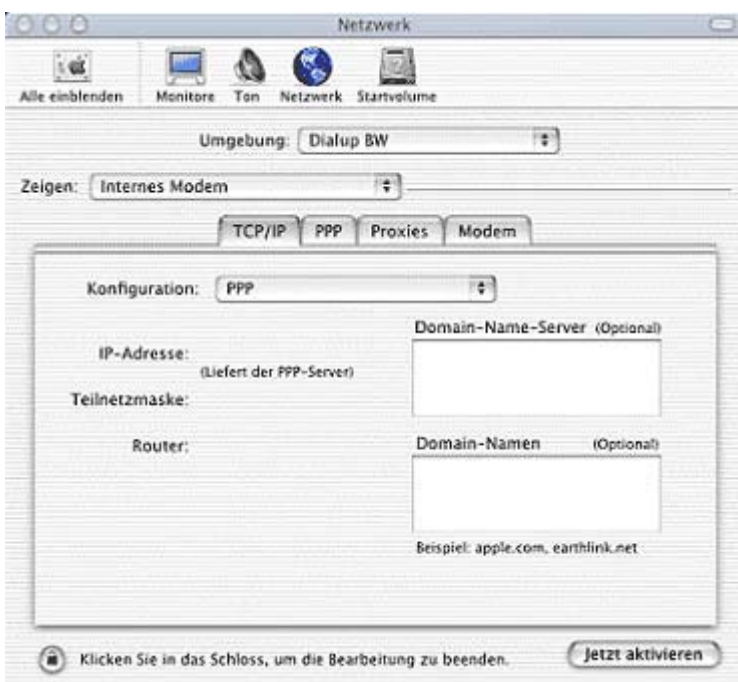 Netzwerk
Alle einblenden Monitore Ton Netzwerk Startvolume
Umgebung: Dialup BW
Zeigen: Internes Modem
TCP/IP PPP Proxies Modem
Konfiguration: PPP
Domain-Name-Server (Optional)
IP-Adresse:
(Liefert der PPP-Server)
Teilnetzmaske:
Router:
Domain-Namen (Optional)
Beispiel: apple.com, earthlink.net
Klicken Sie in das Schloss, um die Bearbeitung zu beenden.
Jetzt aktivieren